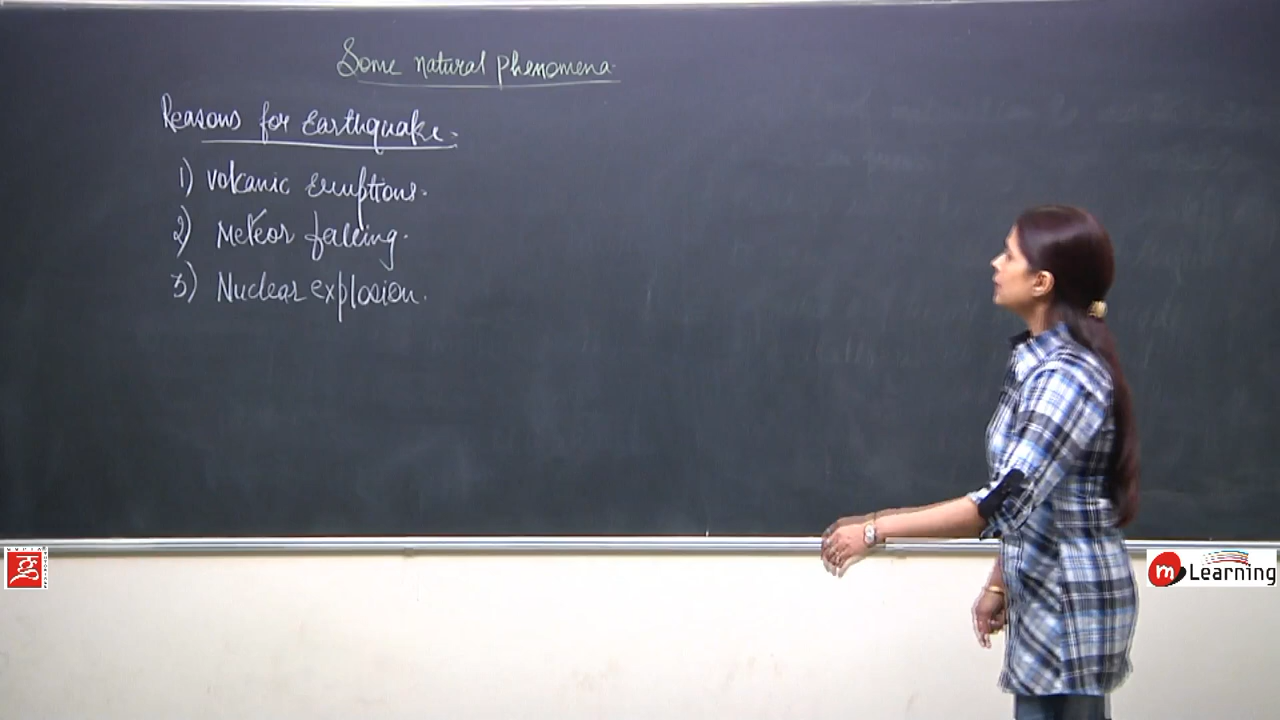 Some natural phenomena.
Reasons for Earthquake.
1) Volcanic Eruptions.
2) Meteor falling.
3) Nuclear explosion.
m Learning